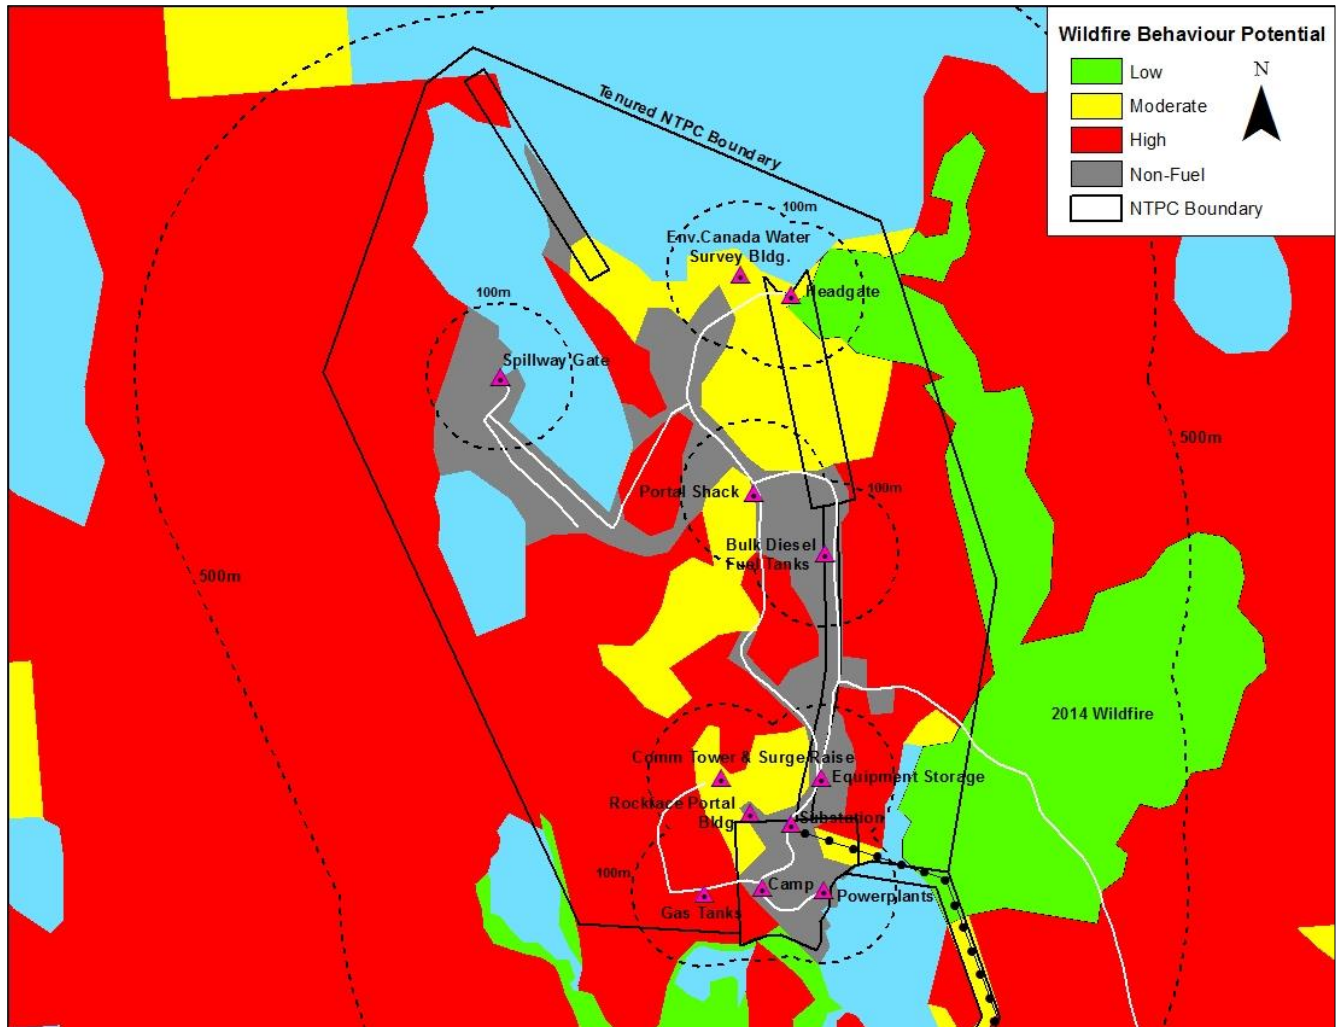 Wildfire Behaviour Potential
Low
Moderate
High
Non-Fuel
NTPC Boundary
N
Tenured NTPC Boundary
100m
Env.Canada Water
Survey Bldg.
Headgate
100m
Spillway Gate
500m
Portal Shack
100m
Bulk Diesel
Fuel Tanks
500m
2014 Wildfire
Comm Tower & Surge Raise
Equipment Storage
Rockface Portal
Bldg
Substation
100m
Camp
Powerplants
Gas Tanks